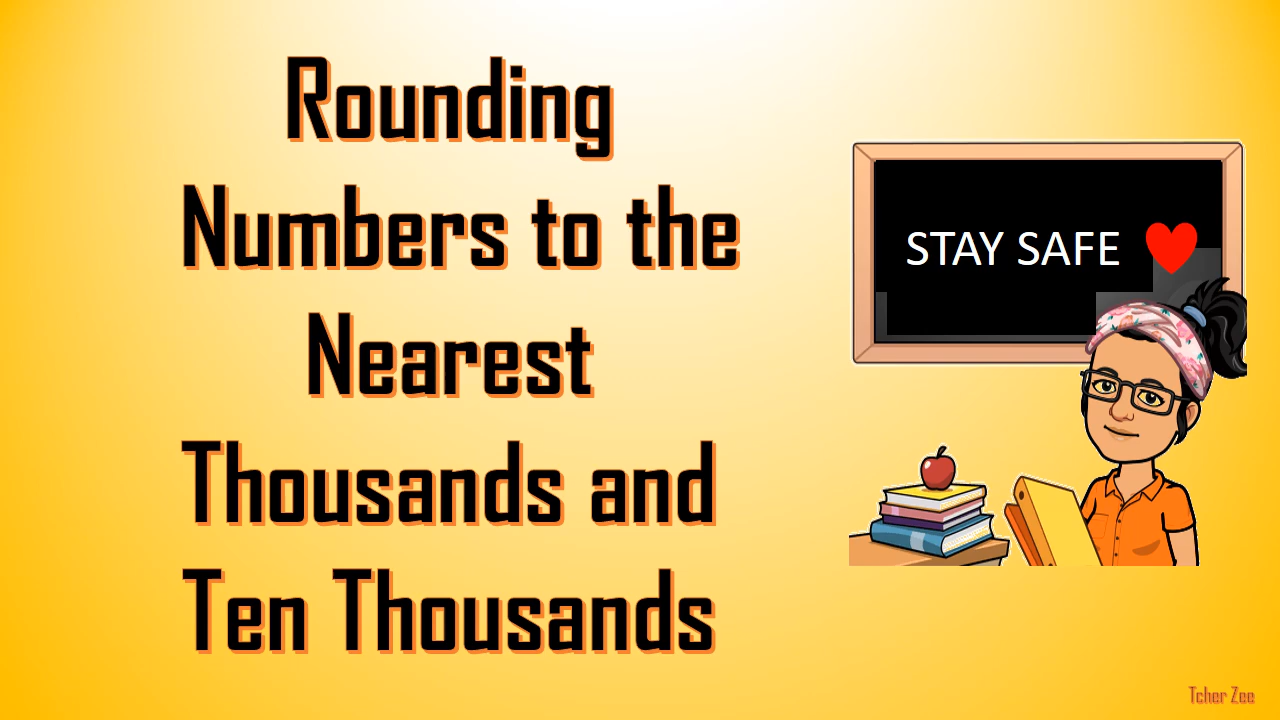 Rounding
Numbers to the
Nearest
Thousands and
Ten Thousands
STAY SAFE
Tcher Zee